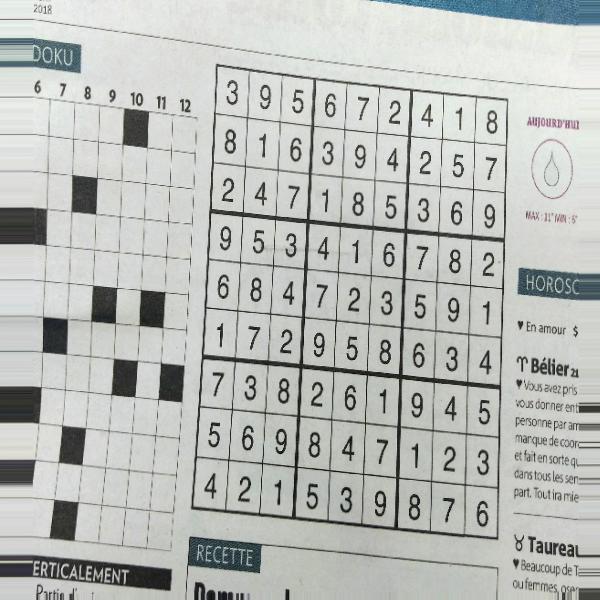 2018
DOKU
6 7 8 9 10 11 12
3 9 5 6 7 2 4 1 8
8 1 6 3 9 4 2 5 7
2 4 7 1 8 5 3 6 9
9 5 3 4 1 6 7 8 2
6 8 4 7 2 3 5 9 1
1 7 2 9 5 8 6 3 4
7 3 8 2 6 1 9 4 5
5 6 9 8 4 7 1 2 3
4 2 1 5 3 9 8 7 6
ERTICALEMENT
RECETTE
AUJOURD'HUI
MAX : 11° MIN : 6°
HOROSC
♥ En amour $
♈ Bélier 21
♥ Vous avez pris
vous donner enti
personne par am
manque de coord
et fait en sorte qu
dans tous les sen
part. Tout ira mie
♉ Taureau
♥ Beaucoup de T
ou femmes, oser